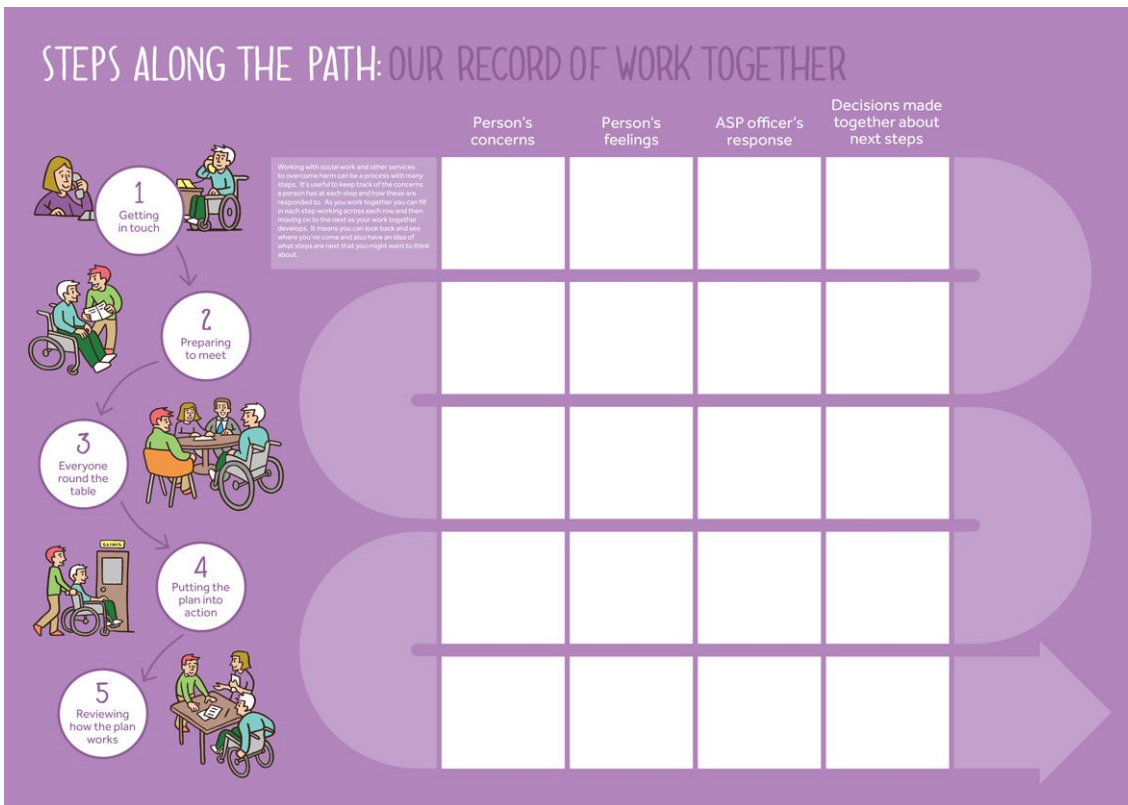 STEPS ALONG THE PATH: OUR RECORD OF WORK TOGETHER
Person's
concerns
Person's
feelings
ASP officer's
response
Decisions made
together about
next steps
Working with social work and other services
to overcome harm can be a process with many
steps. It's useful to keep track of the concerns
a person has at each step and how these are
responded to. As you work together you can fill
in each step working across each row and then
moving on to the next as your work together
develops. It means you can look back and see
where you've come and also have an idea of
what steps are next that you might want to think
about.
1
Getting
in touch
2
Preparing
to meet
3
Everyone
round the
table
CLINIC
4
Putting the
plan into
action
5
Reviewing
how the plan
works